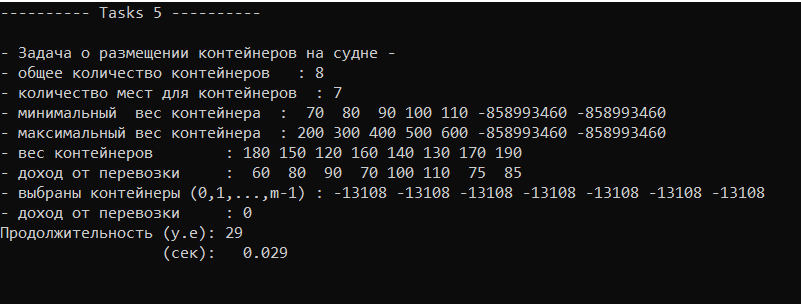 ---------- Tasks 5 ----------
- Задача о размещении контейнеров на судне -
- общее количество контейнеров   : 8
- количество мест для контейнеров  : 7
- минимальный  вес контейнера  :  70  80  90 100 110 -858993460 -858993460
- максимальный вес контейнера  : 200 300 400 500 600 -858993460 -858993460
- вес контейнеров        : 180 150 120 160 140 130 170 190
- доход от перевозки     :  60  80  90  70 100 110  75  85
- выбраны контейнеры (0,1,...,m-1) : -13108 -13108 -13108 -13108 -13108 -13108 -13108
- доход от перевозки     : 0
Продолжительность (у.е): 29
                  (сек):   0.029